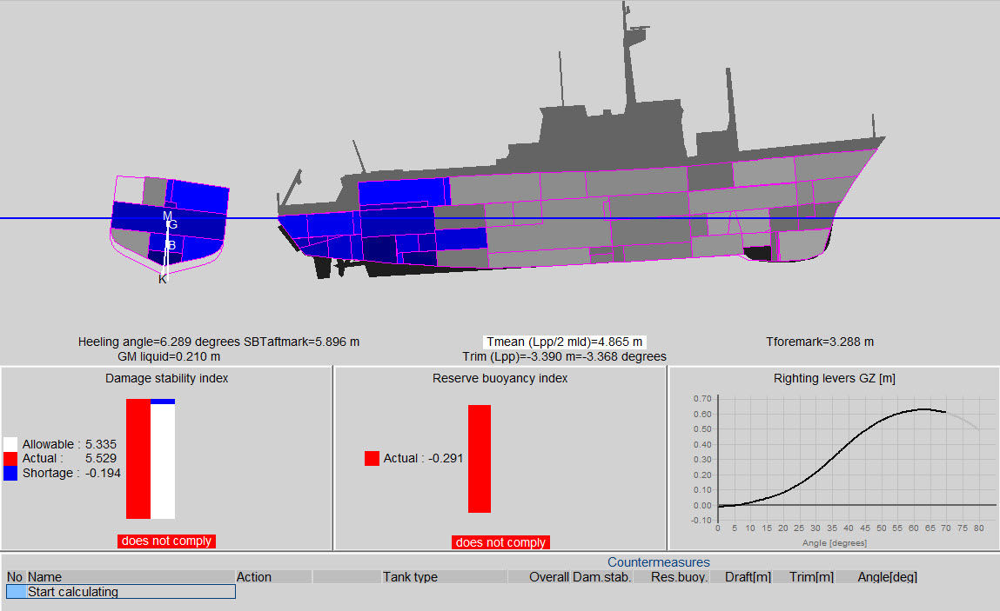 M
G
B
K
Heeling angle=6.289 degrees SBTaftmark=5.896 m
Tmean (Lpp/2 mld)=4.865 m
Tforemark=3.288 m
GM liquid=0.210 m
Trim (Lpp)=-3.390 m=-3.368 degrees
Damage stability index
Allowable : 5.335
Actual : 5.529
Shortage : -0.194
does not comply
Reserve buoyancy index
Actual : -0.291
does not comply
Righting levers GZ [m]
0.70
0.60
0.50
0.40
0.30
0.20
0.10
0.00
-0.10
0 5 10 15 20 25 30 35 40 45 50 55 60 65 70 75 80
Angle [degrees]
Countermeasures
No Name Action Tank type Overall Dam.stab. Res.buoy. Draft[m] Trim[m] Angle[deg]
Start calculating